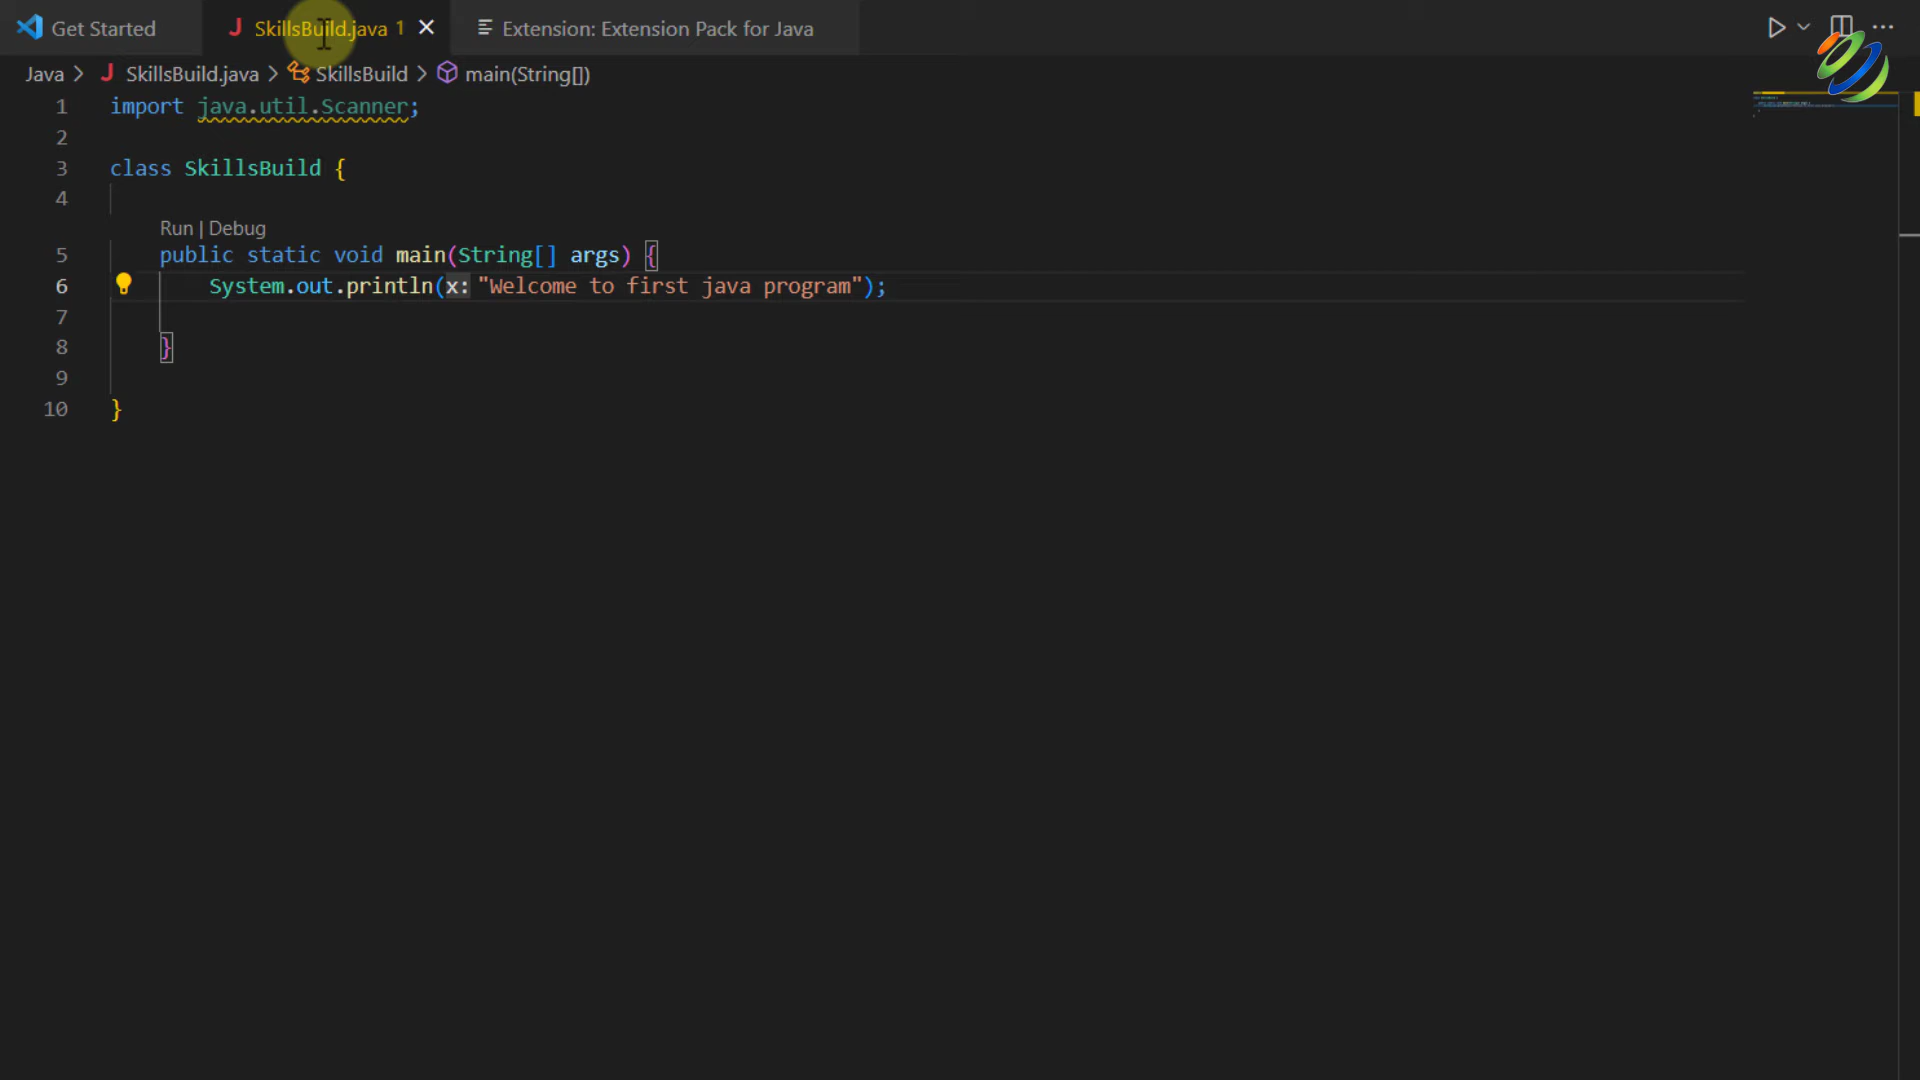 Get Started
J SkillsBuild.java 1
Extension: Extension Pack for Java
Java > J SkillsBuild.java > SkillsBuild > main(String[])
1 import java.util.Scanner;
2
3 class SkillsBuild {
4
Run | Debug
5 public static void main(String[] args) {
6 System.out.println(x: "Welcome to first java program");
7
8 }
9
10 }